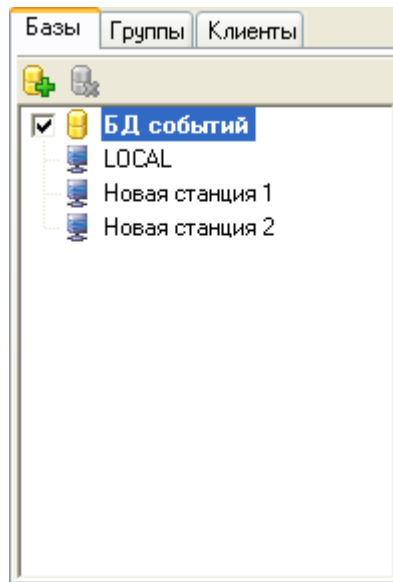 Базы Группы Клиенты
БД событий
LOCAL
Новая станция 1
Новая станция 2